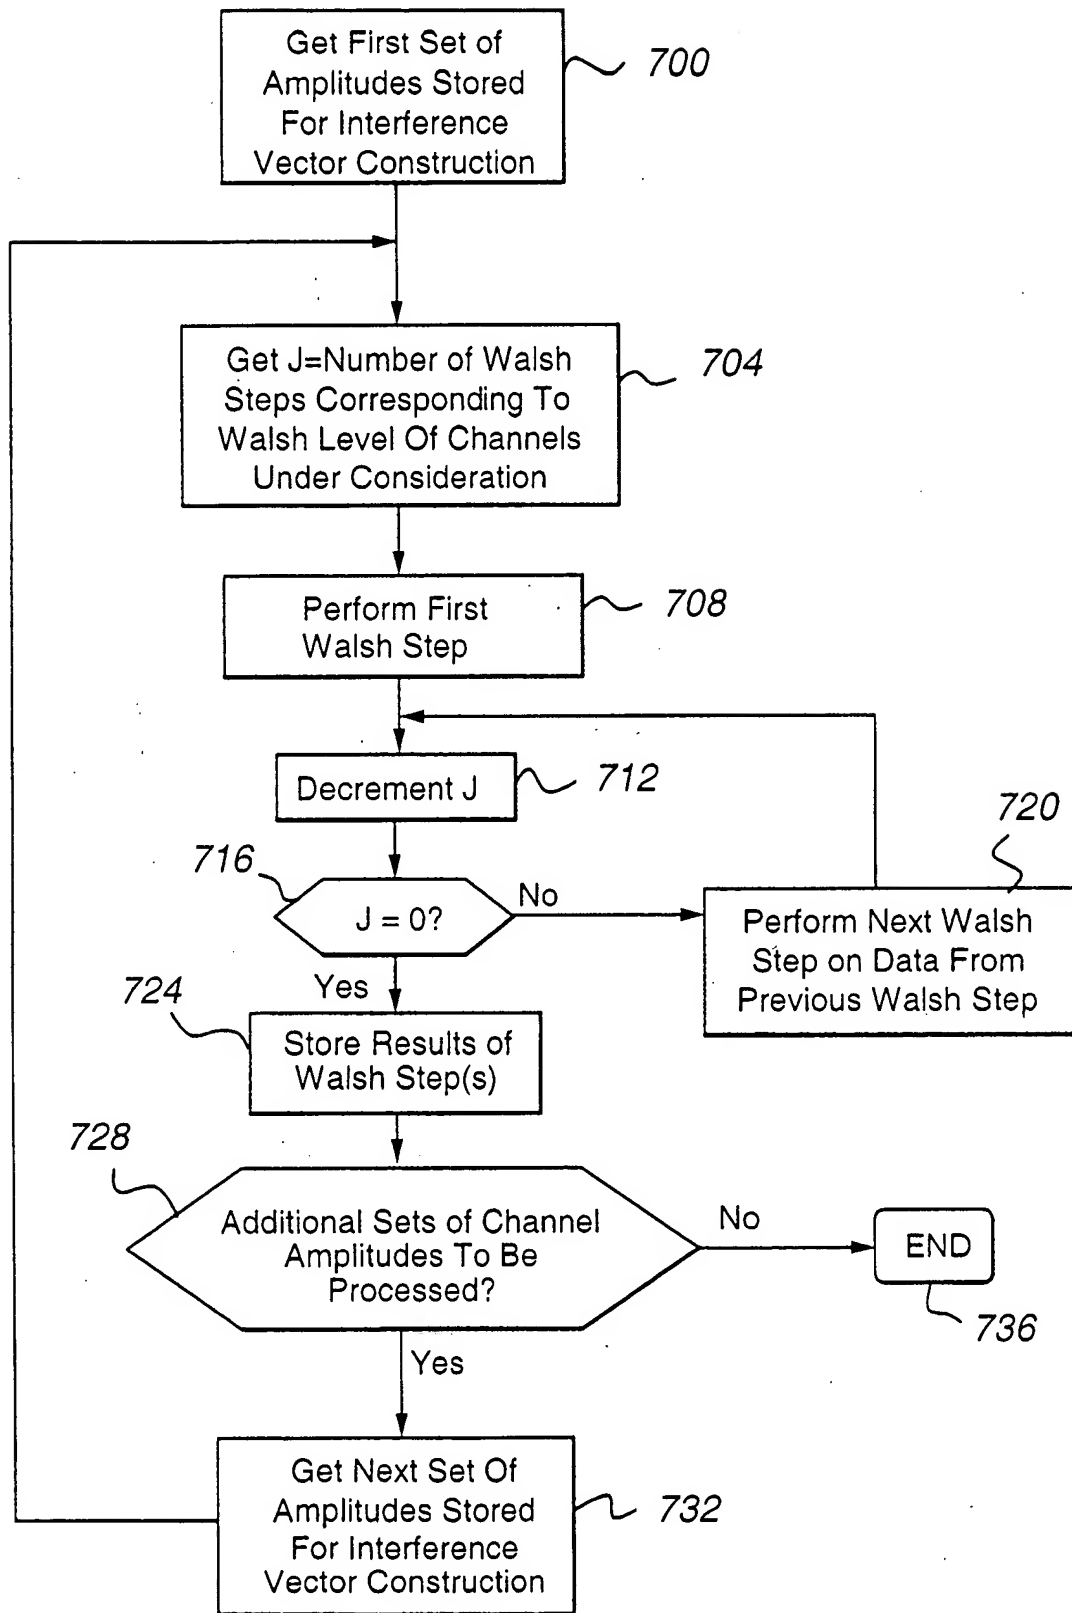 Get First Set of
Amplitudes Stored
For Interference
Vector Construction
700
Get J=Number of Walsh
Steps Corresponding To
Walsh Level Of Channels
Under Consideration
704
Perform First
Walsh Step
708
Decrement J
712
716
J = 0?
No
720
Perform Next Walsh
Step on Data From
Previous Walsh Step
Yes
724
Store Results of
Walsh Step(s)
728
Additional Sets of Channel
Amplitudes To Be
Processed?
No
END
736
Yes
Get Next Set Of
Amplitudes Stored
For Interference
Vector Construction
732